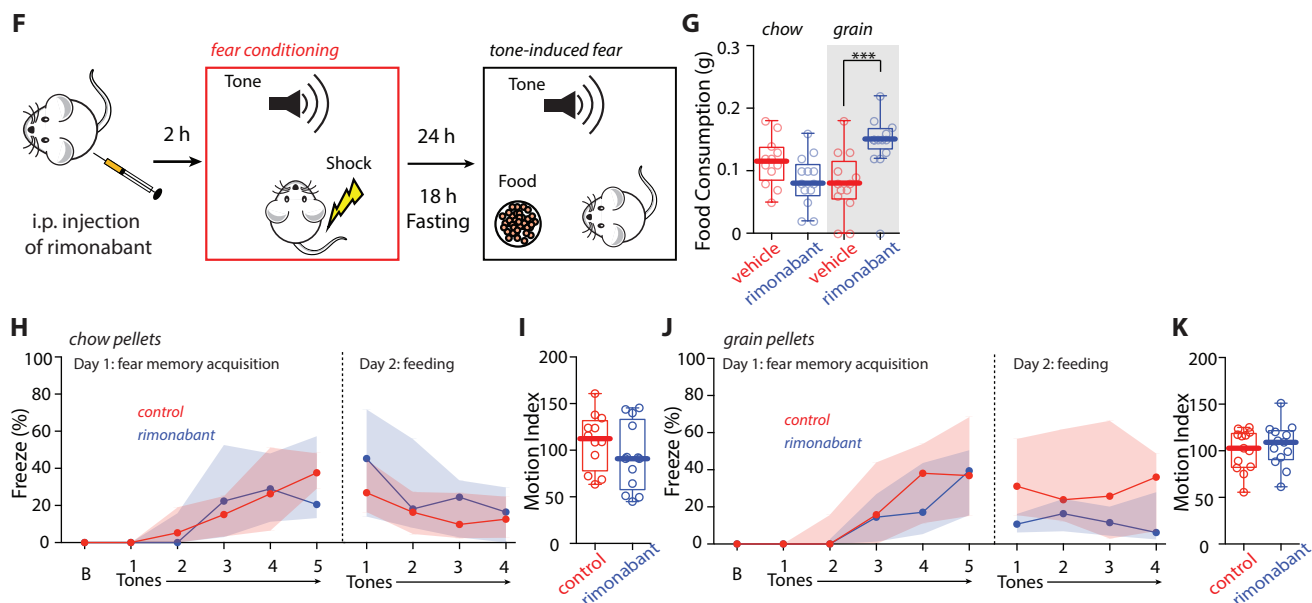 F
fear conditioning
tone-induced fear
Tone
Tone
2 h
24 h
18 h
Fasting
Shock
Food
i.p. injection
of rimonabant
G
chow
grain
Food Consumption (g)
0.3
0.2
0.1
0
***
vehicle
rimonabant
vehicle
rimonabant
H
chow pellets
Day 1: fear memory acquisition
Day 2: feeding
Freeze (%)
100
80
60
40
20
0
control
rimonabant
B 1 2 3 4 5 1 2 3 4
Tones
Tones
I
Motion Index
200
150
100
50
0
control
rimonabant
J
grain pellets
Day 1: fear memory acquisition
Day 2: feeding
Freeze (%)
100
80
60
40
20
0
control
rimonabant
B 1 2 3 4 5 1 2 3 4
Tones
Tones
K
Motion Index
200
150
100
50
0
control
rimonabant